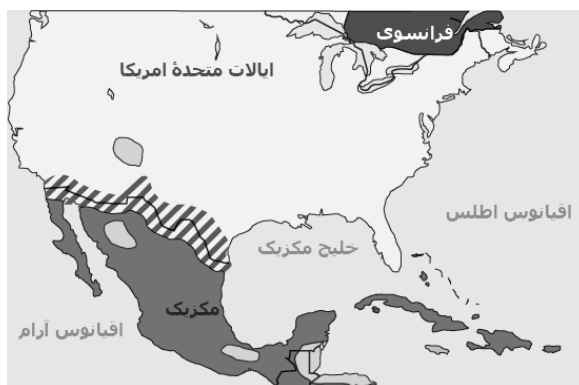 فرانسوی
ایالات متحدهٔ امریکا
اقیانوس اطلس
خلیج مکزیک
مکزیک
اقیانوس آرام